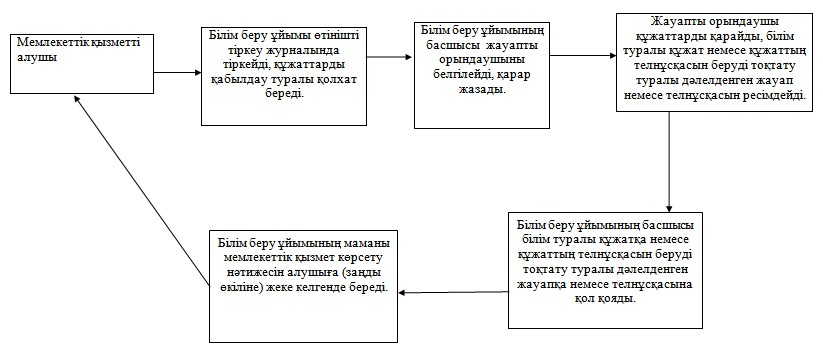 Мемлекеттік қызметті
алушы
Білім беру ұйымы өтінішті
тіркеу журналында
тіркейді, құжаттарды
қабылдау туралы қолхат
береді.
Білім беру ұйымының
басшысы жауапты
орындаушыны
белгілейді, қарар
жазады.
Жауапты орындаушы
құжаттарды қарайды, білім
туралы құжат немесе құжаттың
телнұсқасын беруді тоқтату
туралы дәлелденген жауап
немесе телнұсқасын ресімдейді.
Білім беру ұйымының басшысы
білім туралы құжатқа немесе
құжаттың телнұсқасын беруді
тоқтату туралы дәлелденген
жауапқа немесе телнұсқасына
қол қояды.
Білім беру ұйымының маманы
мемлекеттік қызмет көрсету
нәтижесін алушыға (заңды
өкіліне) жеке келгенде береді.